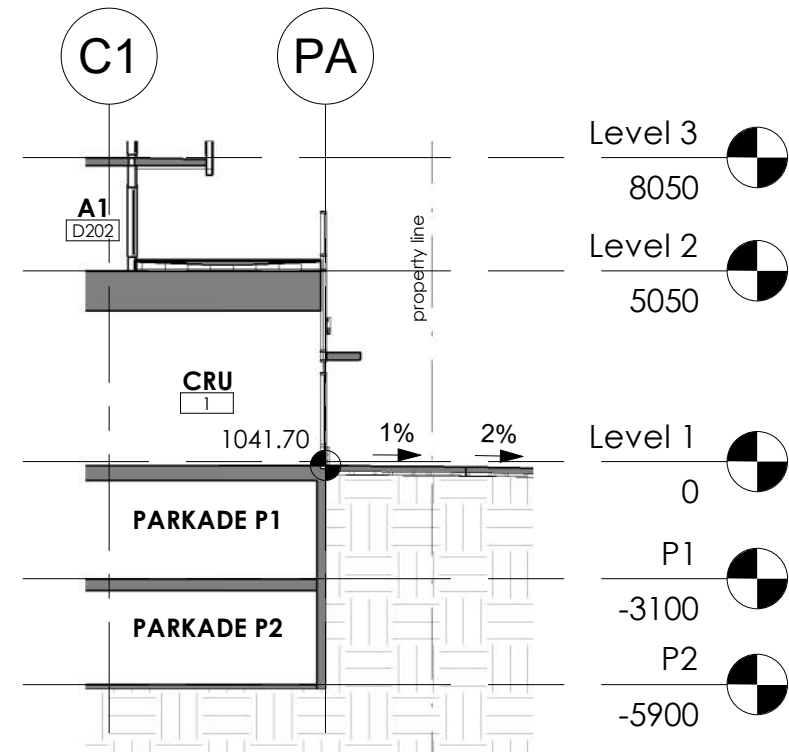 C1
PA
Level 3
8050
A1
D202
property line
Level 2
5050
CRU
1
1041.70
1%
2%
Level 1
0
PARKADE P1
P1
-3100
PARKADE P2
P2
-5900